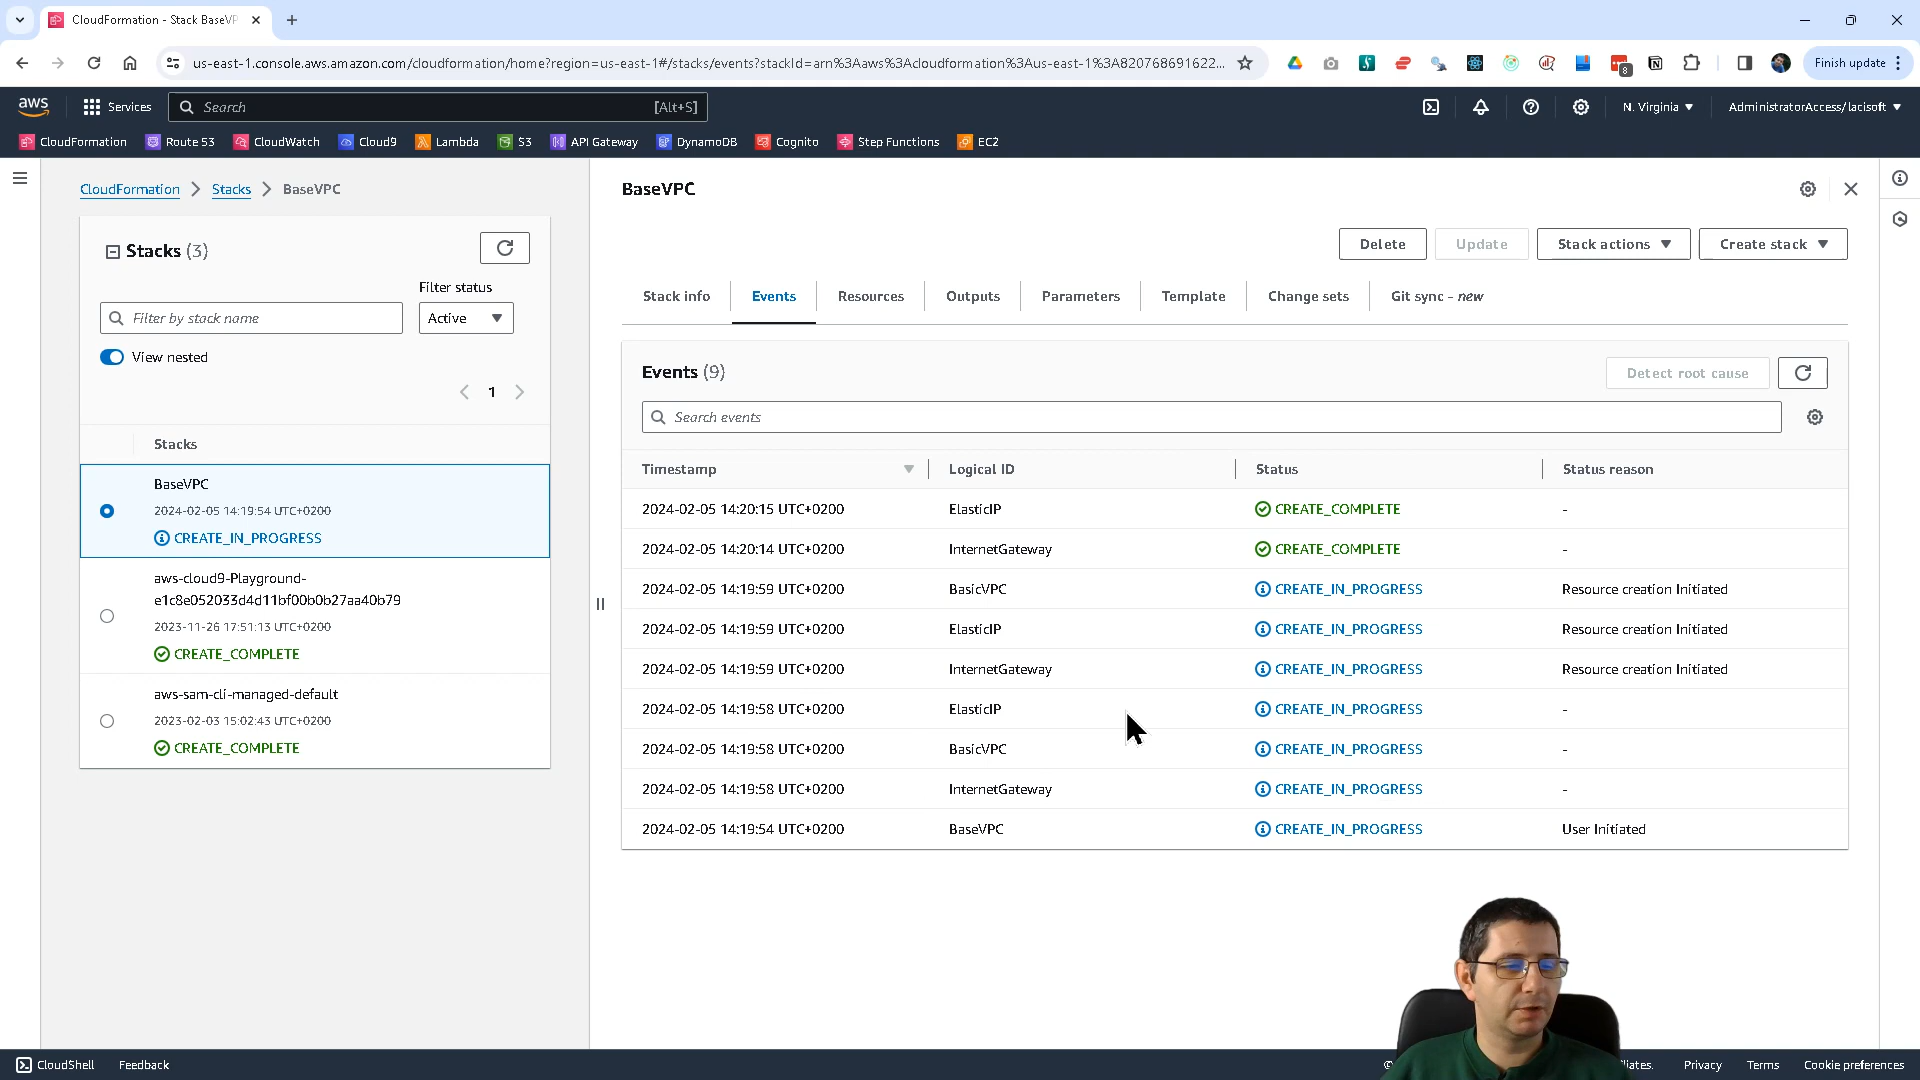 CloudFormation - Stack BaseVP
us-east-1.console.aws.amazon.com/cloudformation/home?region=us-east-1#/stacks/events?stackId=arn%3Aaws%3Acloudformation%3Aus-east-1%3A820768691622...
8
Finish update
aws
Services
Search
[Alt+S]
N. Virginia
AdministratorAccess/lacisoft
CloudFormation
Route 53
CloudWatch
Cloud9
Lambda
S3
API Gateway
DynamoDB
Cognito
Step Functions
EC2
CloudFormation
Stacks
BaseVPC
Stacks (3)
Filter status
Filter by stack name
Active
View nested
1
Stacks
BaseVPC
2024-02-05 14:19:54 UTC+0200
CREATE_IN_PROGRESS
aws-cloud9-Playground-
e1c8e052033d4d11bf00b0b27aa40b79
2023-11-26 17:51:13 UTC+0200
CREATE_COMPLETE
aws-sam-cli-managed-default
2023-02-03 15:02:43 UTC+0200
CREATE_COMPLETE
BaseVPC
Delete
Update
Stack actions
Create stack
Stack info
Events
Resources
Outputs
Parameters
Template
Change sets
Git sync - new
Events (9)
Detect root cause
Search events
Timestamp Logical ID Status Status reason
2024-02-05 14:20:15 UTC+0200 ElasticIP CREATE_COMPLETE -
2024-02-05 14:20:14 UTC+0200 InternetGateway CREATE_COMPLETE -
2024-02-05 14:19:59 UTC+0200 BasicVPC CREATE_IN_PROGRESS Resource creation Initiated
2024-02-05 14:19:59 UTC+0200 ElasticIP CREATE_IN_PROGRESS Resource creation Initiated
2024-02-05 14:19:59 UTC+0200 InternetGateway CREATE_IN_PROGRESS Resource creation Initiated
2024-02-05 14:19:58 UTC+0200 ElasticIP CREATE_IN_PROGRESS -
2024-02-05 14:19:58 UTC+0200 BasicVPC CREATE_IN_PROGRESS -
2024-02-05 14:19:58 UTC+0200 InternetGateway CREATE_IN_PROGRESS -
2024-02-05 14:19:54 UTC+0200 BaseVPC CREATE_IN_PROGRESS User Initiated
CloudShell
Feedback
©
iliates.
Privacy
Terms
Cookie preferences